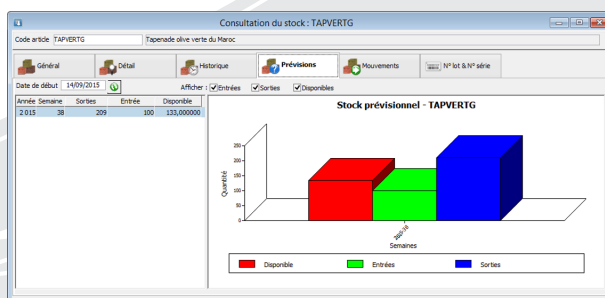 Consultation du stock : TAPVERTG
Code article TAPVERTG Tapenade olive verte du Maroc
Général Détail Historique Prévisions Mouvements N° lot & N° série
Date de début 14/09/2015 Afficher : Entrées Sorties Disponibles
Année Semaine Sorties Entrée Disponible
2 015 38 209 100 133,000000
Stock prévisionnel - TAPVERTG
Quantité
250
200
150
100
50
0
Semaines
Disponible Entrées Sorties